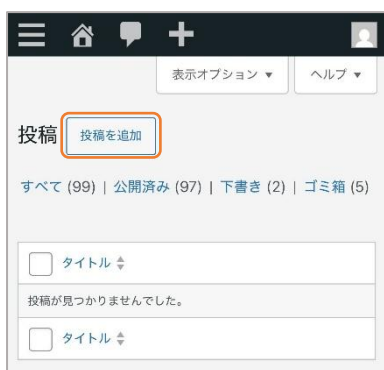 表示オプション ▼ ヘルプ ▼
投稿 投稿を追加
すべて (99) | 公開済み (97) | 下書き (2) | ゴミ箱 (5)
タイトル
投稿が見つかりませんでした。
タイトル